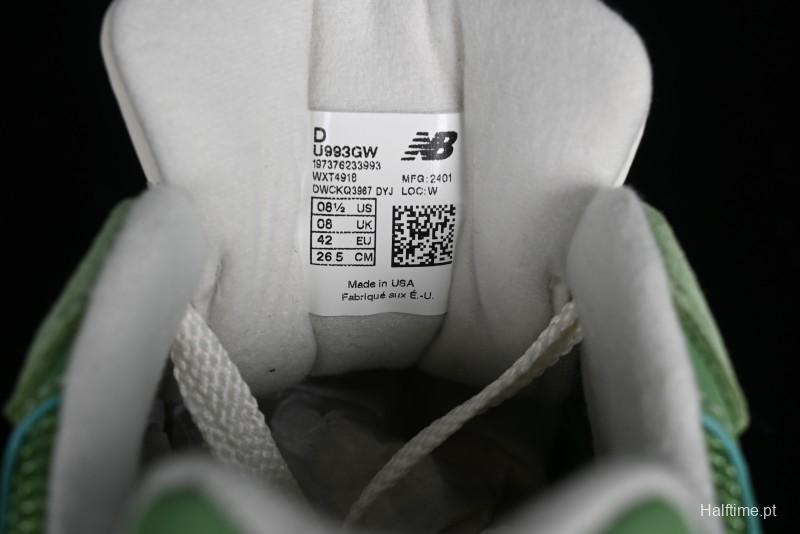 D
U993GW
NB
197376233993
WXT4918
MFG: 2401
DWCKQ3967 DYJ
LOC: W
08½ US
08 UK
42 EU
26 5 CM
Made in USA
Fabriqué aux É.-U.
Halftime.pt